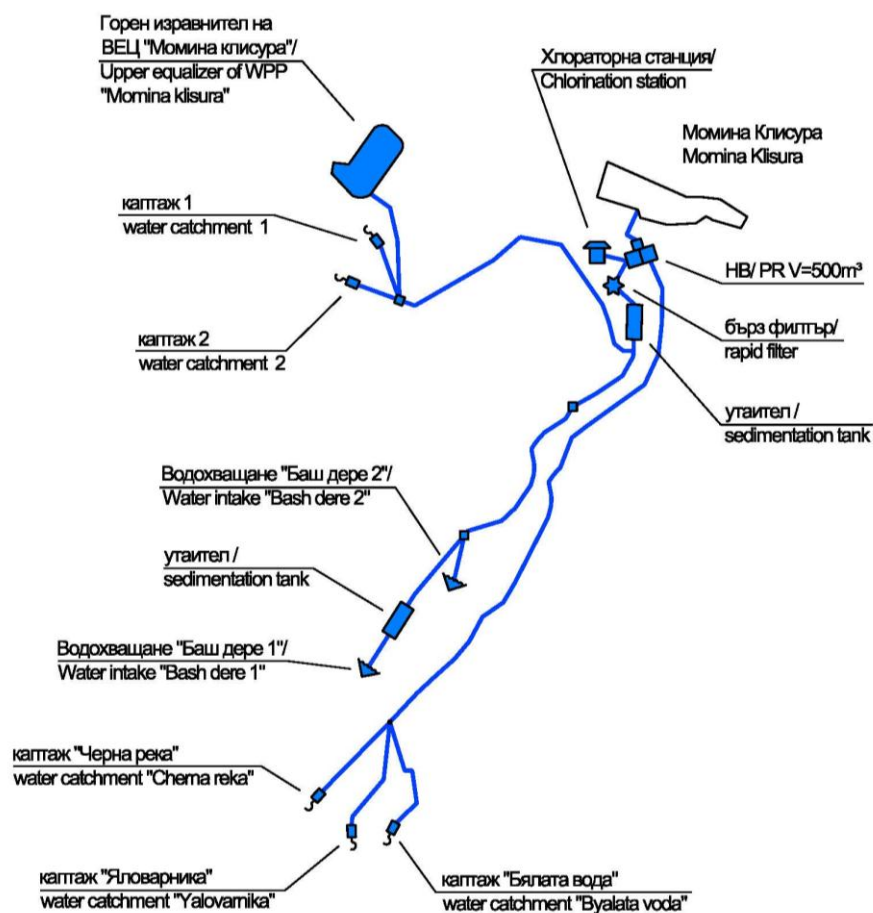 Горен изравнител на
ВЕЦ "Момина клисура"/
Upper equalizer of WPP
"Momina klisura"
Хлораторна станция/
Chlorination station
Момина Клисура
Momina Klisura
каптаж 1
water catchment 1
НВ/ PR V=500m³
каптаж 2
water catchment 2
бърз филтър/
rapid filter
утаител /
sedimentation tank
Водохващане "Баш дере 2"/
Water intake "Bash dere 2"
утаител /
sedimentation tank
Водохващане "Баш дере 1"/
Water intake "Bash dere 1"
каптаж "Черна река"
water catchment "Cherna reka"
каптаж "Яловарника"
water catchment "Yalovarnika"
каптаж "Бялата вода"
water catchment "Byalata voda"